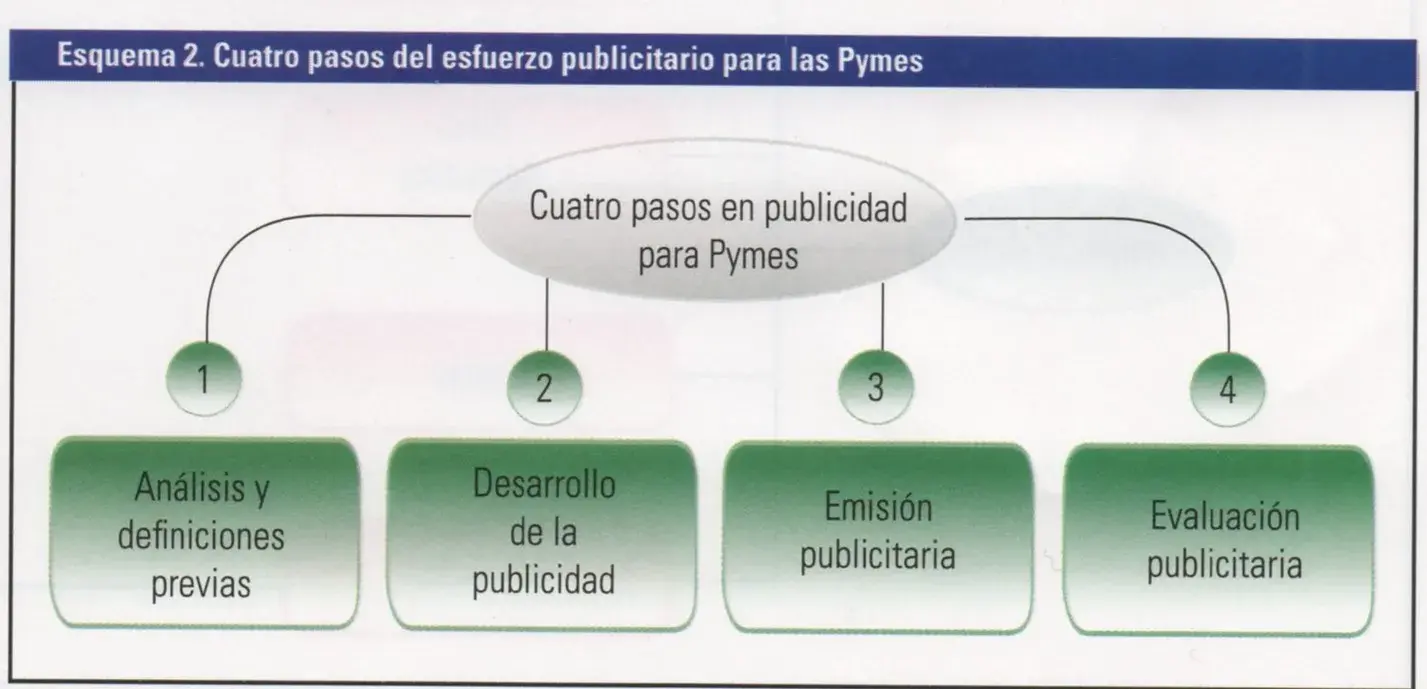 Esquema 2. Cuatro pasos del esfuerzo publicitario para las Pymes
Cuatro pasos en publicidad
para Pymes
1
2
3
4
Análisis y
definiciones
previas
Desarrollo
de la
publicidad
Emisión
publicitaria
Evaluación
publicitaria